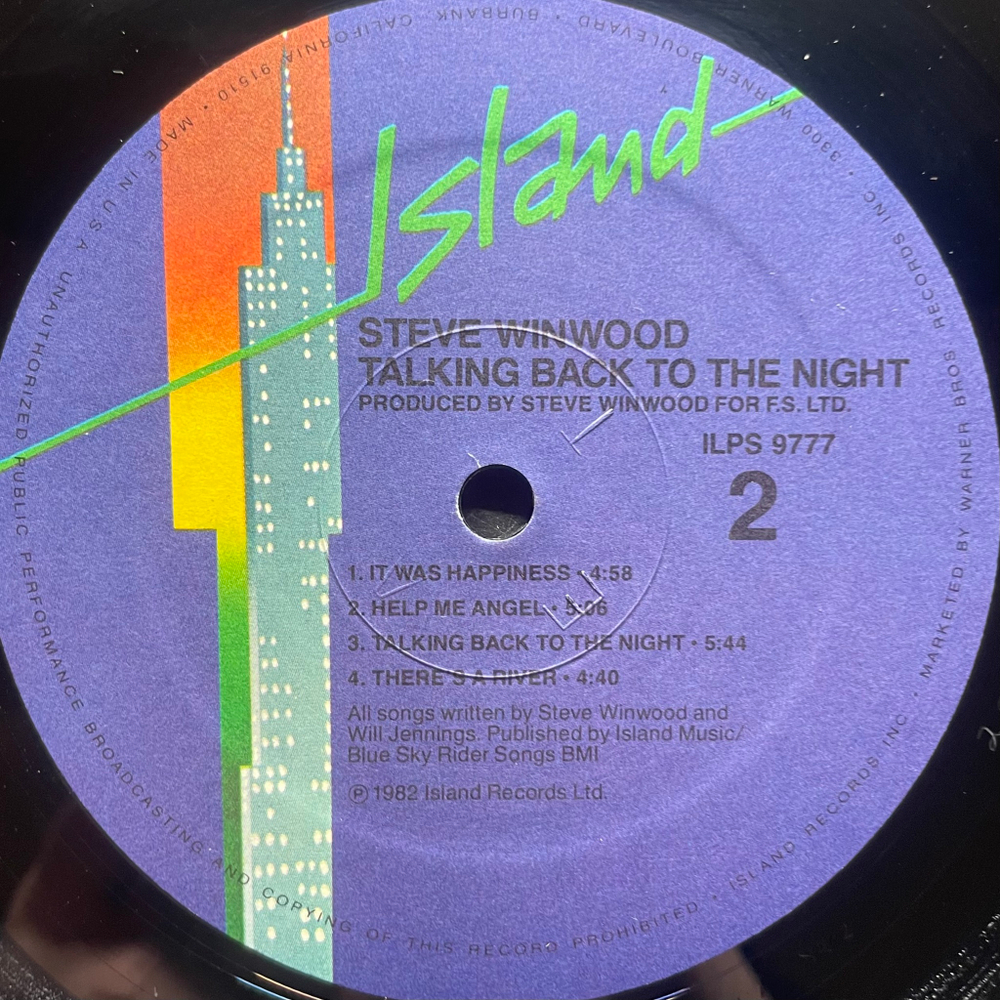 Island
STEVE WINWOOD
TALKING BACK TO THE NIGHT
PRODUCED BY STEVE WINWOOD FOR F.S. LTD.
ILPS 9777
2
1. IT WAS HAPPINESS • 4:58
2. HELP ME ANGEL • 5:06
3. TALKING BACK TO THE NIGHT • 5:44
4. THERE'S A RIVER • 4:40
All songs written by Steve Winwood and
Will Jennings. Published by Island Music/
Blue Sky Rider Songs BMI
℗ 1982 Island Records Ltd.
MADE IN U S A UNAUTHORIZED PUBLIC PERFORMANCE BROADCASTING AND COPYING OF THIS RECORD PROHIBITED • ISLAND RECORDS INC • MARKETED BY WARNER BROS RECORDS INC • 3300 WARNER BOULEVARD • BURBANK CALIFORNIA 91510 •